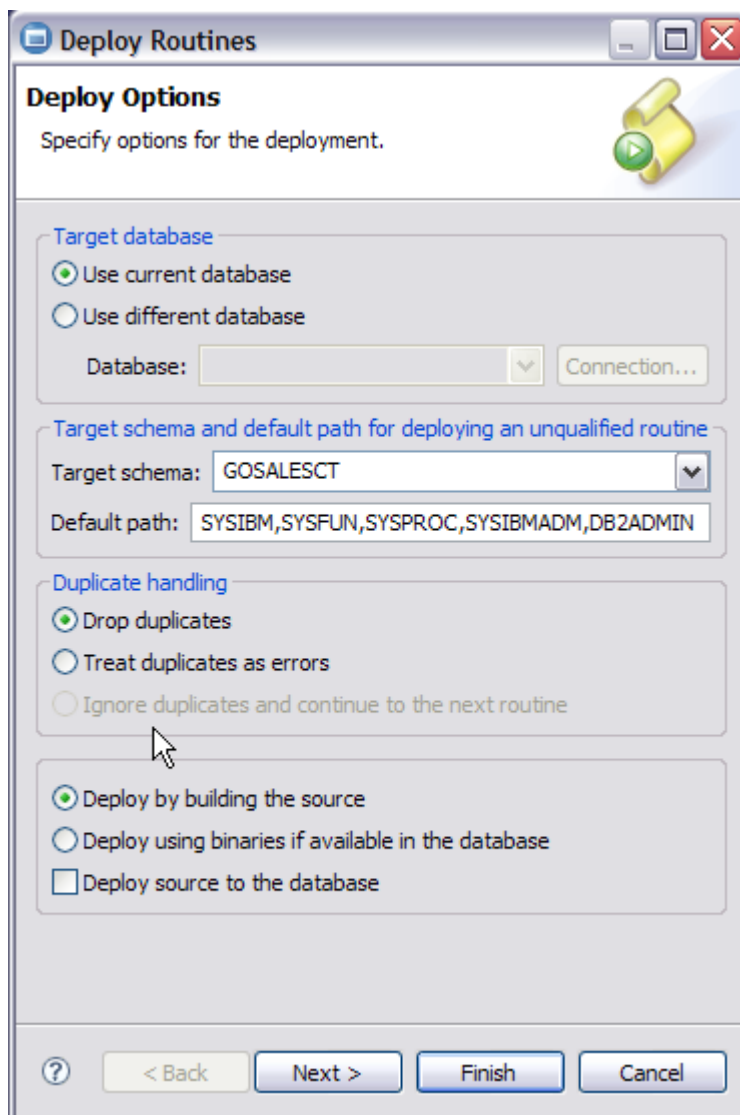 Deploy Routines
Deploy Options
Specify options for the deployment.
Target database
Use current database
Use different database
Database:
Connection...
Target schema and default path for deploying an unqualified routine
Target schema: GOSALESCT
Default path: SYSIBM,SYSFUN,SYSPROC,SYSIBMADM,DB2ADMIN
Duplicate handling
Drop duplicates
Treat duplicates as errors
Ignore duplicates and continue to the next routine
Deploy by building the source
Deploy using binaries if available in the database
Deploy source to the database
? < Back Next > Finish Cancel